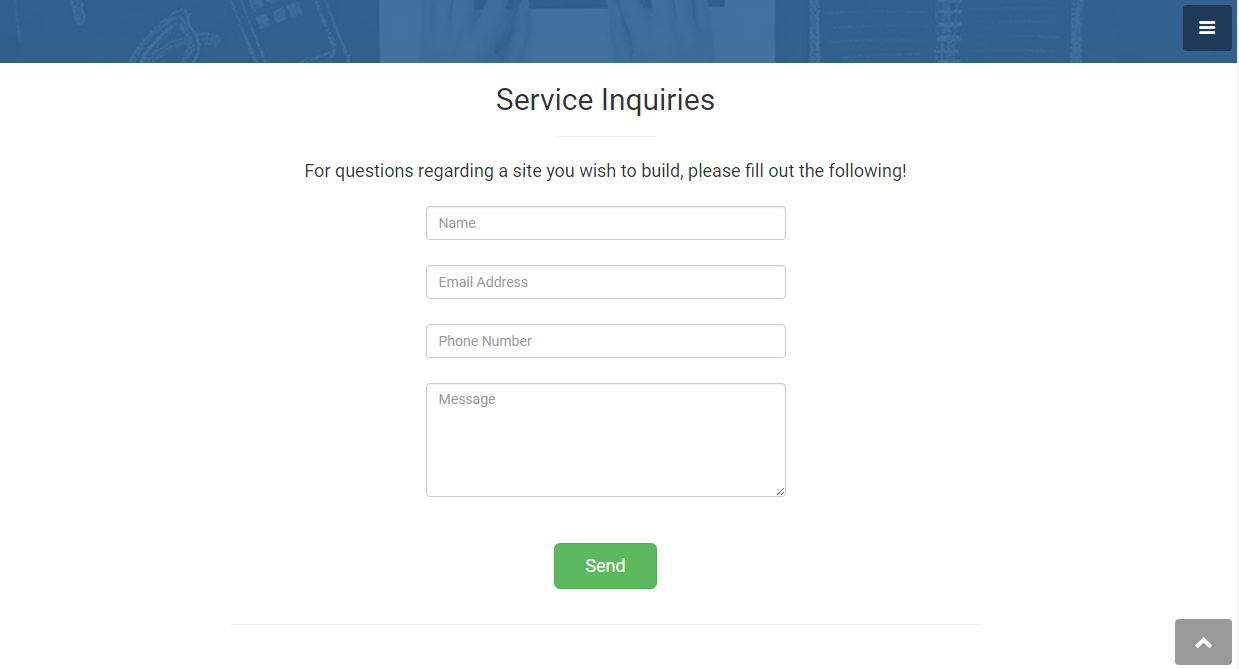 Service Inquiries
For questions regarding a site you wish to build, please fill out the following!
Name
Email Address
Phone Number
Message
Send